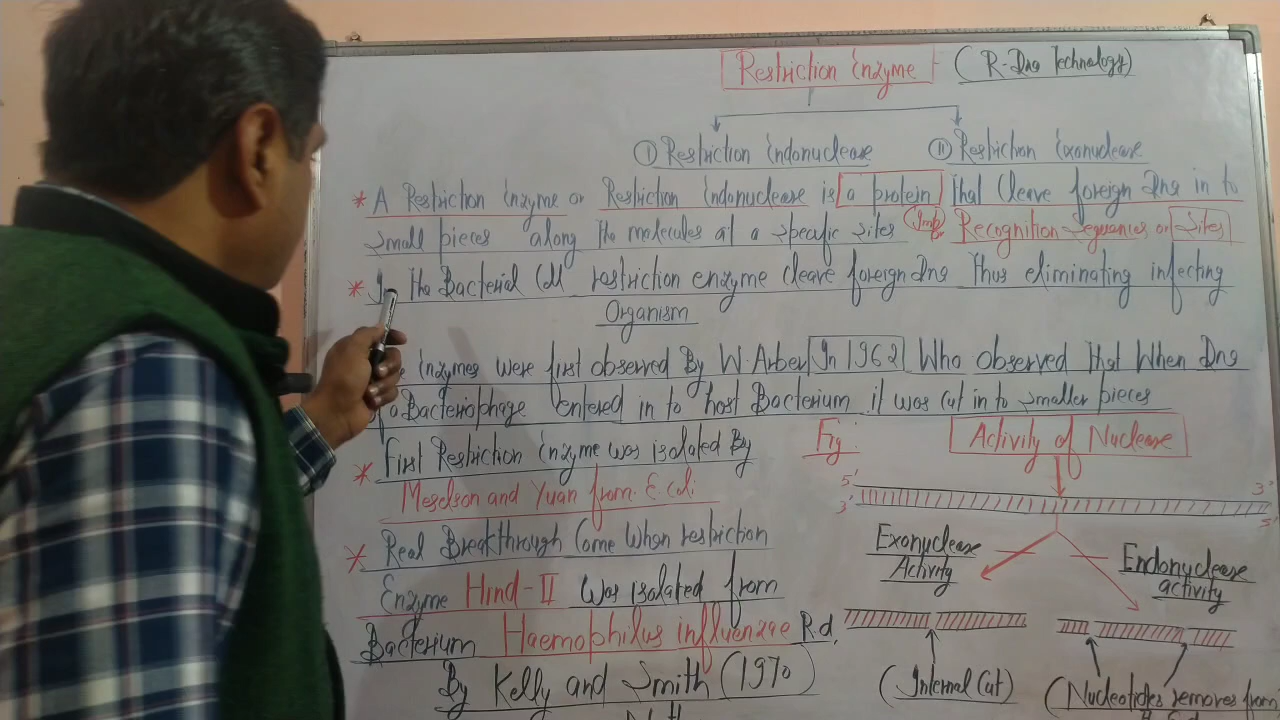 Restriction Enzyme (R-Dna Technology)
① Restriction Endonuclease ② Restriction Exonuclease
* A Restriction Enzyme or Restriction Endonuclease is a protein That Cleave foreign Dna in to
Small pieces along The molecules at a Specific Sites (Imp) Recognition Sequences or Sites
* In The Bacterial Cell restriction enzyme cleave foreign Dna Thus eliminating infecting
Organism
Enzymes were first observed By W. Arber In 1962 Who observed That When Dna
of a Bacteriophage entered in to host Bacterium it was Cut in to Smaller pieces
* First Restriction Enzyme was isolated By
Meselson and Yuan from E. coli
* Real Breakthrough Come When restriction
Enzyme Hind-II Was isolated from
Bacterium Haemophilus influenzae Rd.
By Kelly and Smith (1970)
Fig: Activity of Nuclease
5' 3'
3' 5'
Exonuclease
Activity
Endonuclease
activity
(Internal Cut)
(Nucleotides removes from